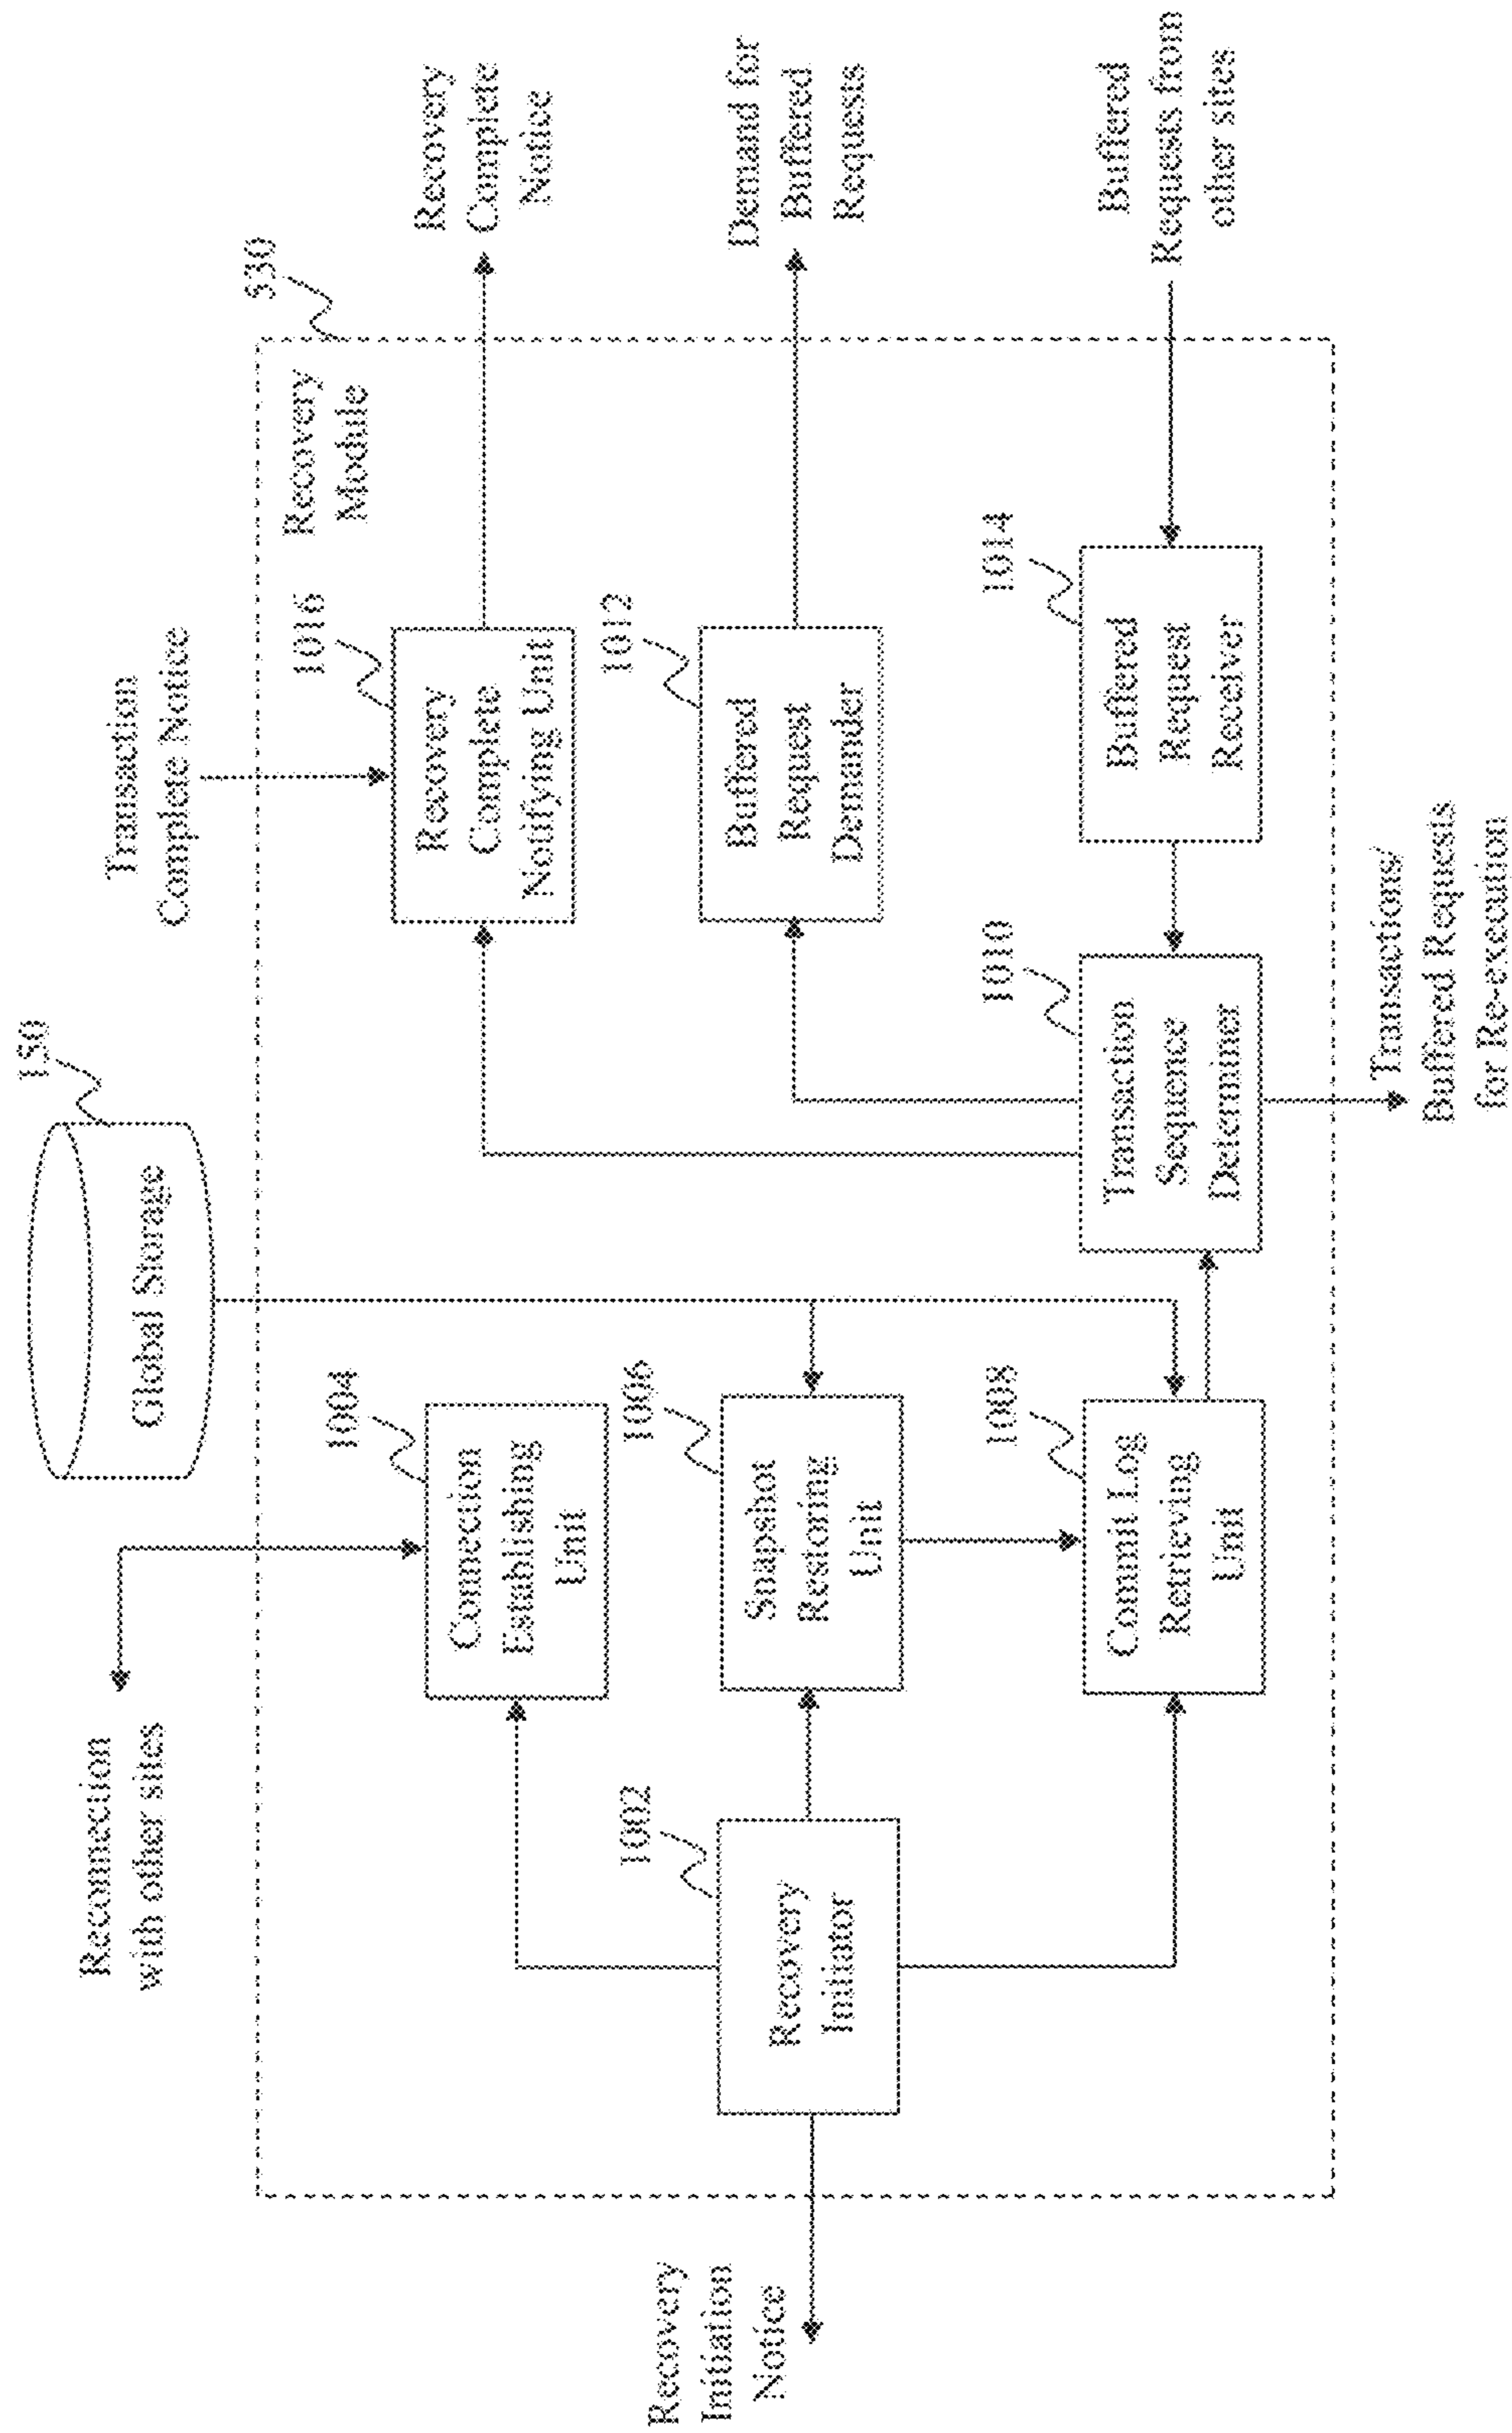 Reconnection
with other sites
Global Storage
150
Transaction
Complete Notice
530
Recovery
Module
1004
Connection
Establishing
Unit
1016
Recovery
Complete
Notifying Unit
Recovery
Complete
Notice
Recovery
Initiation
Notice
1002
Recovery
Initiator
1006
Snapshot
Restoring
Unit
1012
Buffered
Request
Demander
Demand for
Buffered
Requests
1008
Commit Log
Retrieving
Unit
1010
Transaction
Sequence
Determiner
1014
Buffered
Request
Receiver
Buffered
Requests from
other sites
Transactions/
Buffered Requests
for Re-execution